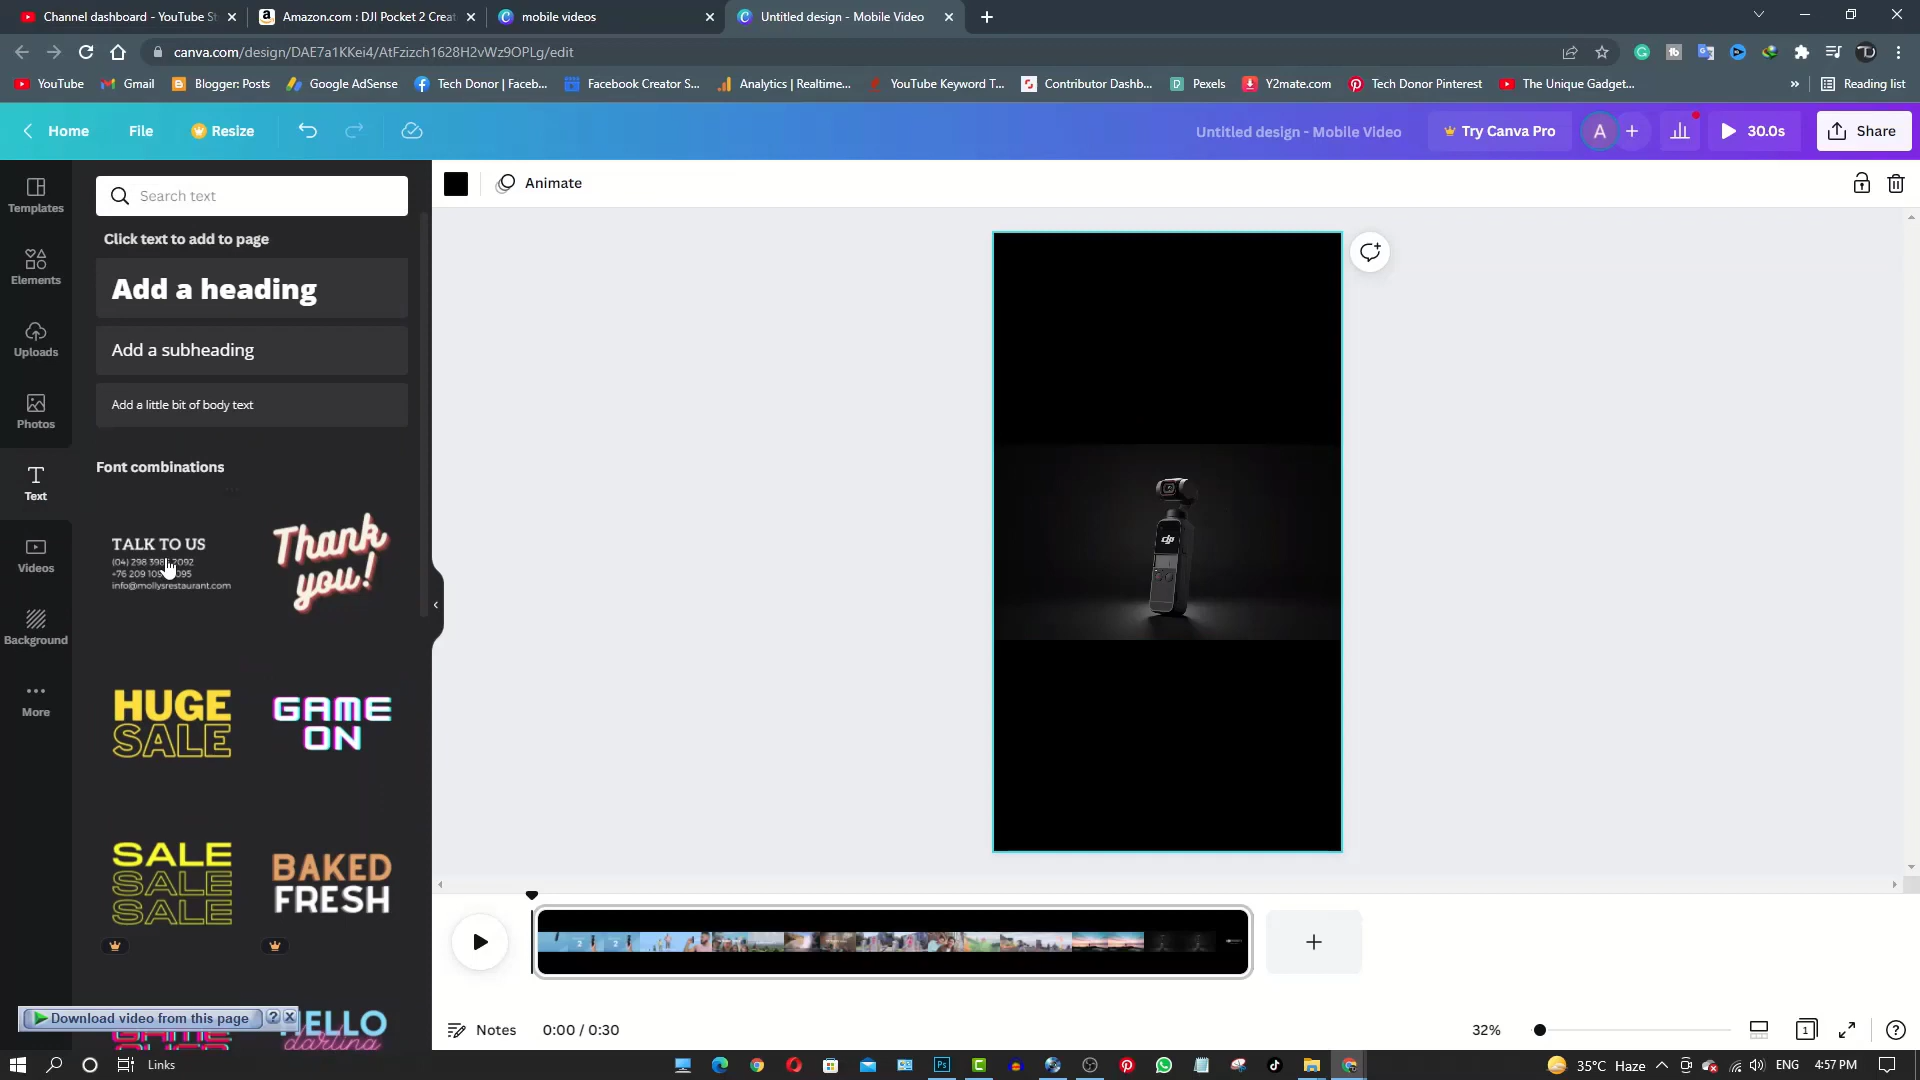 Channel dashboard - YouTube St
Amazon.com : DJI Pocket 2 Creat
mobile videos
Untitled design - Mobile Video
canva.com/design/DAE7a1KKei4/AtFzizch1628H2vWz9OPLg/edit
YouTube
Gmail
Blogger: Posts
Google AdSense
Tech Donor | Faceb...
Facebook Creator S...
Analytics | Realtime...
YouTube Keyword T...
Contributor Dashb...
Pexels
Y2mate.com
Tech Donor Pinterest
The Unique Gadget...
Reading list
Home
File
Resize
Untitled design - Mobile Video
Try Canva Pro
A
30.0s
Share
Templates
Elements
Uploads
Photos
Text
Videos
Background
More
Search text
Click text to add to page
Add a heading
Add a subheading
Add a little bit of body text
Font combinations
TALK TO US
info@mollysrestaurant.com
Thank
you!
HUGE
SALE
GAME
ON
SALE
SALE
SALE
BAKED
FRESH
HELLO
darling
Download video from this page
Animate
dji
Notes
0:00 / 0:30
32%
1
Links
35°C Haze
ENG
4:57 PM